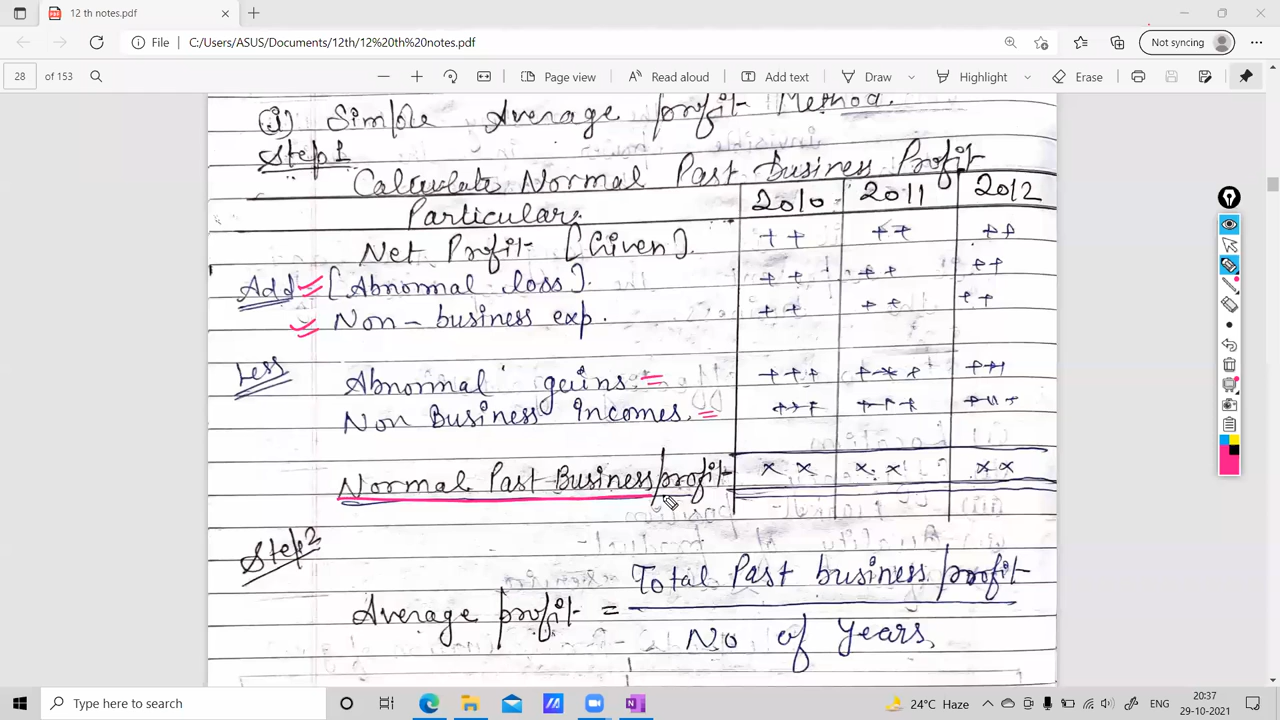 12 th notes.pdf
File C:/Users/ASUS/Documents/12th/12%20th%20notes.pdf Not syncing
28 of 153 Page view Read aloud Add text Draw Highlight Erase
Simple Average profit Method.
Step 1
Calculate Normal Past Business Profit
Particulars 2010 2011 2012
Net Profit [Given]. ++ ++ ++
Add [Abnormal loss]. ++ ++ ++
Non-business exp. ++ ++ ++
Less Abnormal gains +++ +++ +++
Non Business Incomes. +++ +++
Normal Past Business profit xx x.x xx
Step 2
Average profit = Total Past business profit
No of years,
Type here to search 24°C Haze ENG 20:37
29-10-2021